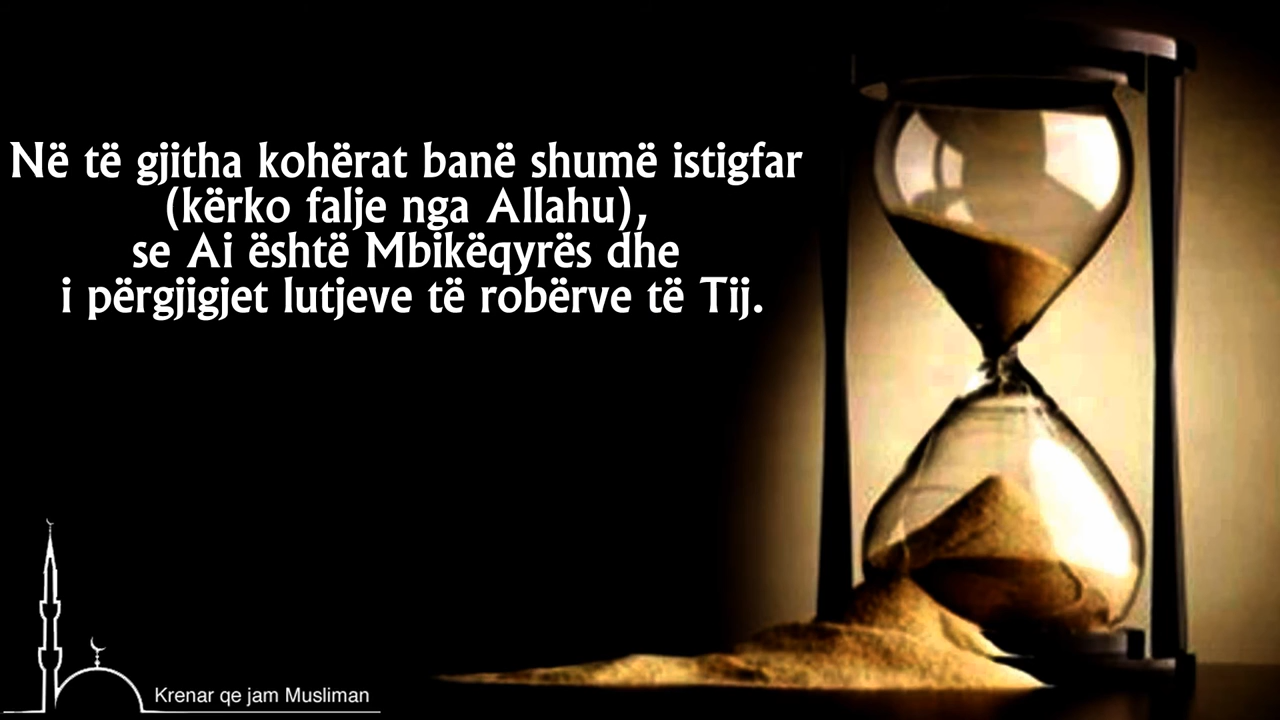 Në të gjitha kohërat banë shumë istigfar
(kërko falje nga Allahu),
se Ai është Mbikëqyrës dhe
i përgjigjet lutjeve të robërve të Tij.
Krenar qe jam Musliman